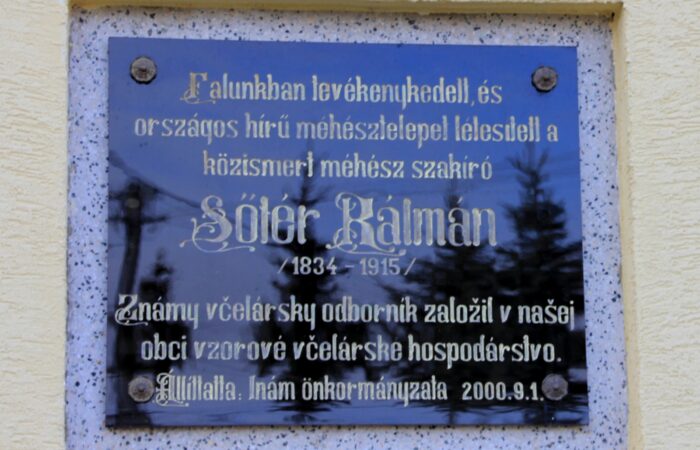 Falunkban tevékenykedett, és
országos hírű méhésztelepet létesített a
közismert méhész szakíró
Sőtér Kálmán
/1834 - 1915/
Známy včelársky odborník založil v našej
obci vzorové včelárske hospodárstvo.
Állíttatta: Inám önkormányzata 2000.9.1.